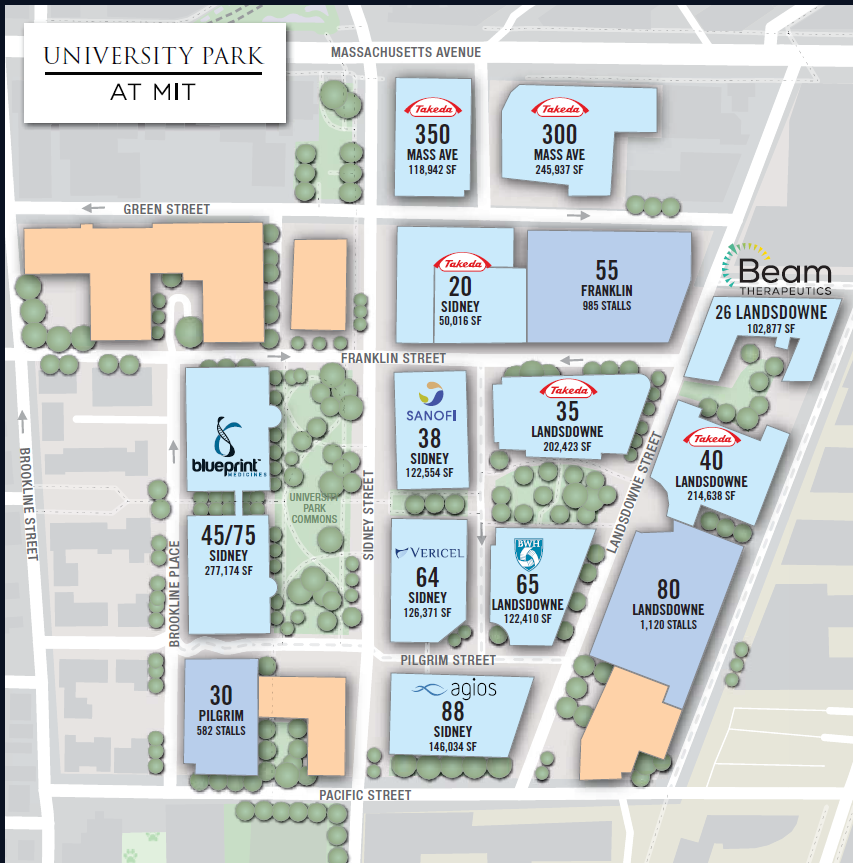 UNIVERSITY PARK
AT MIT
MASSACHUSETTS AVENUE
Takeda
350
MASS AVE
118,942 SF
Takeda
300
MASS AVE
245,937 SF
GREEN STREET
Takeda
20
SIDNEY
50,016 SF
55
FRANKLIN
985 STALLS
Beam
THERAPEUTICS
26 LANDSDOWNE
102,877 SF
FRANKLIN STREET
blueprint™
MEDICINES
SANOFI
38
SIDNEY
122,554 SF
Takeda
35
LANDSDOWNE
202,423 SF
Takeda
40
LANDSDOWNE
214,638 SF
BROOKLINE STREET
UNIVERSITY
PARK
COMMONS
SIDNEY STREET
LANDSDOWNE STREET
45/75
SIDNEY
277,174 SF
BROOKLINE PLACE
VERICEL
64
SIDNEY
126,371 SF
BWH
65
LANDSDOWNE
122,410 SF
80
LANDSDOWNE
1,120 STALLS
PILGRIM STREET
30
PILGRIM
582 STALLS
agios
88
SIDNEY
146,034 SF
PACIFIC STREET